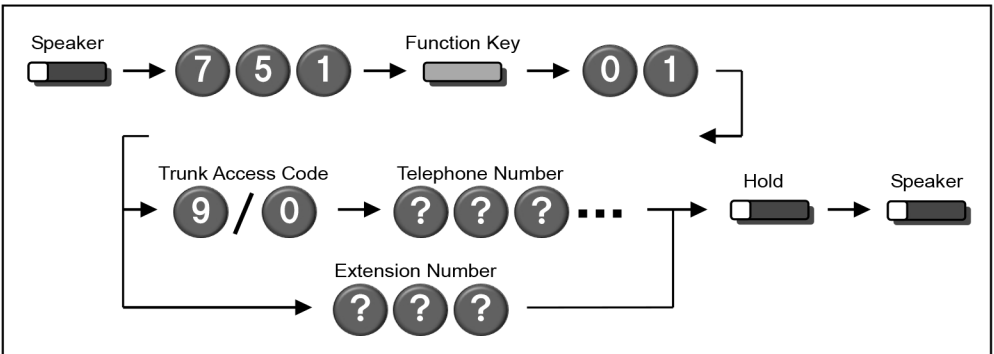 Speaker
Function Key
7 5 1
0 1
Trunk Access Code
Telephone Number
9 / 0
? ? ? ...
Hold
Speaker
Extension Number
? ? ?